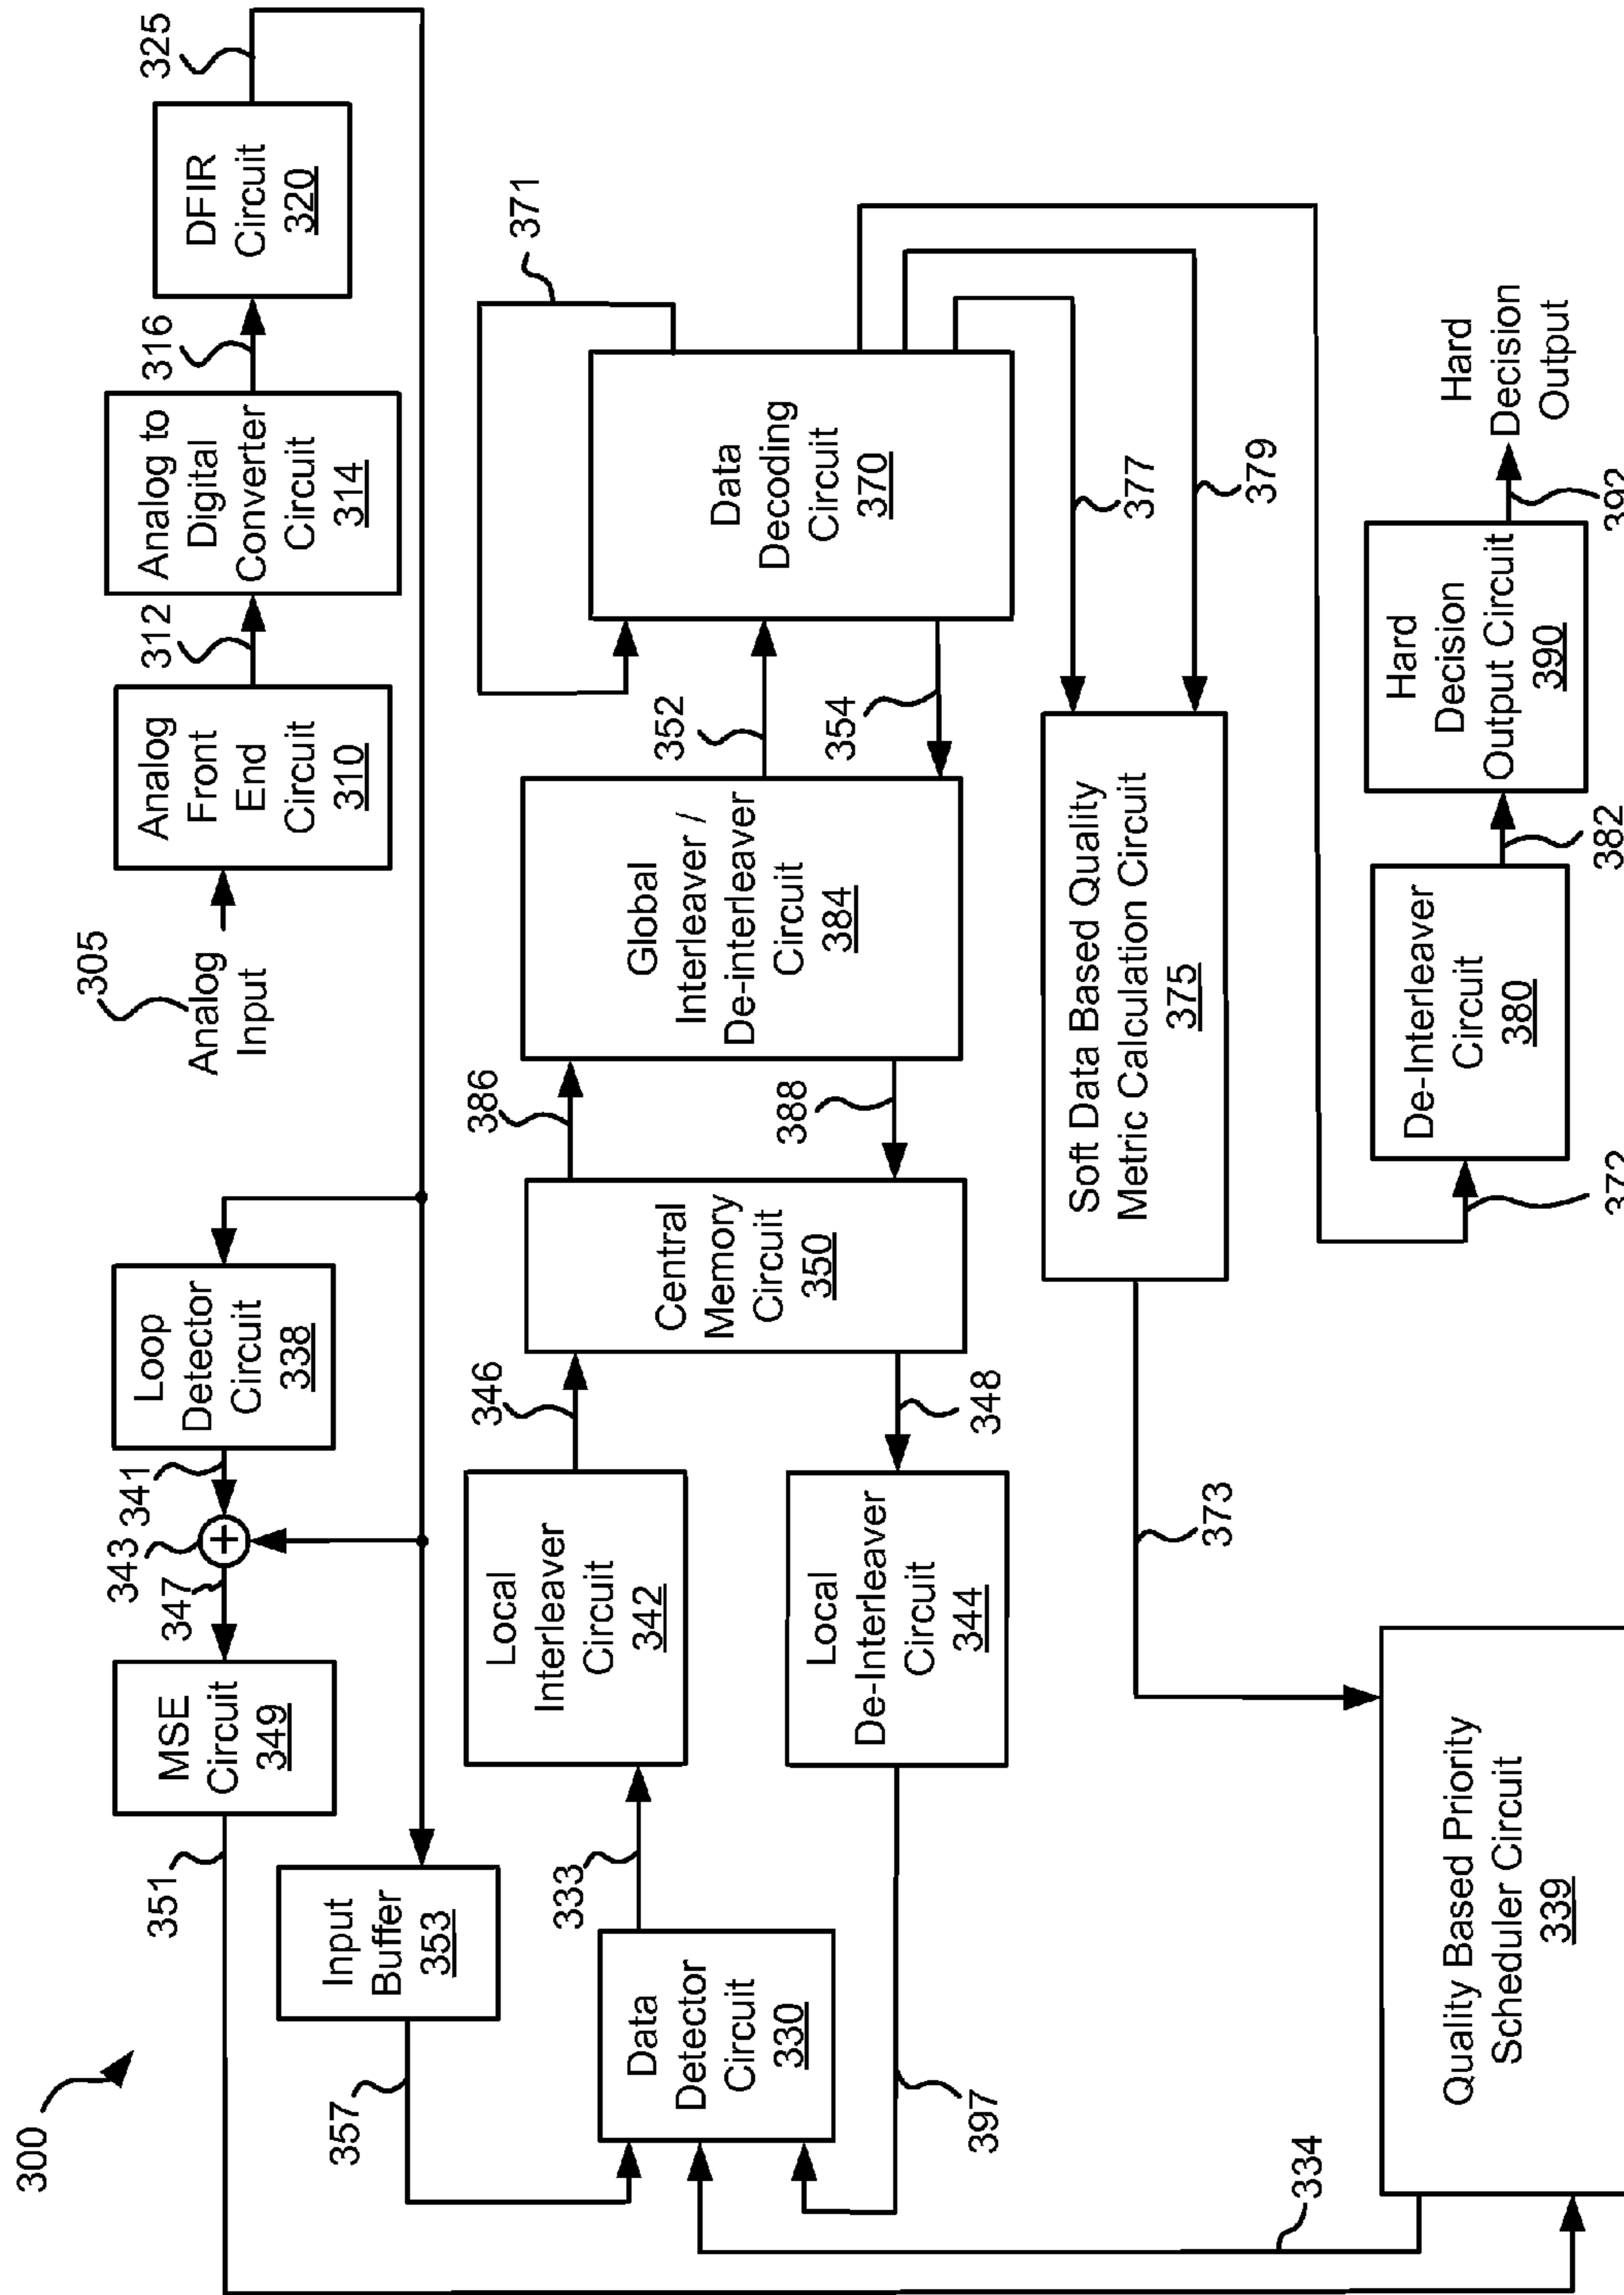 300
305
Analog
Input
Analog
Front
End
Circuit
310
312
Analog to
Digital
Converter
Circuit
314
316
DFIR
Circuit
320
325
351
MSE
Circuit
349
347
343
+
341
Loop
Detector
Circuit
338
Input
Buffer
353
357
Data
Detector
Circuit
330
333
Local
Interleaver
Circuit
342
346
Central
Memory
Circuit
350
386
Global
Interleaver /
De-interleaver
Circuit
384
352
354
Data
Decoding
Circuit
370
371
397
Local
De-Interleaver
Circuit
344
348
388
334
373
Soft Data Based Quality
Metric Calculation Circuit
375
377
379
Quality Based Priority
Scheduler Circuit
339
372
De-Interleaver
Circuit
380
382
Hard
Decision
Output Circuit
390
392
Hard
Decision
Output